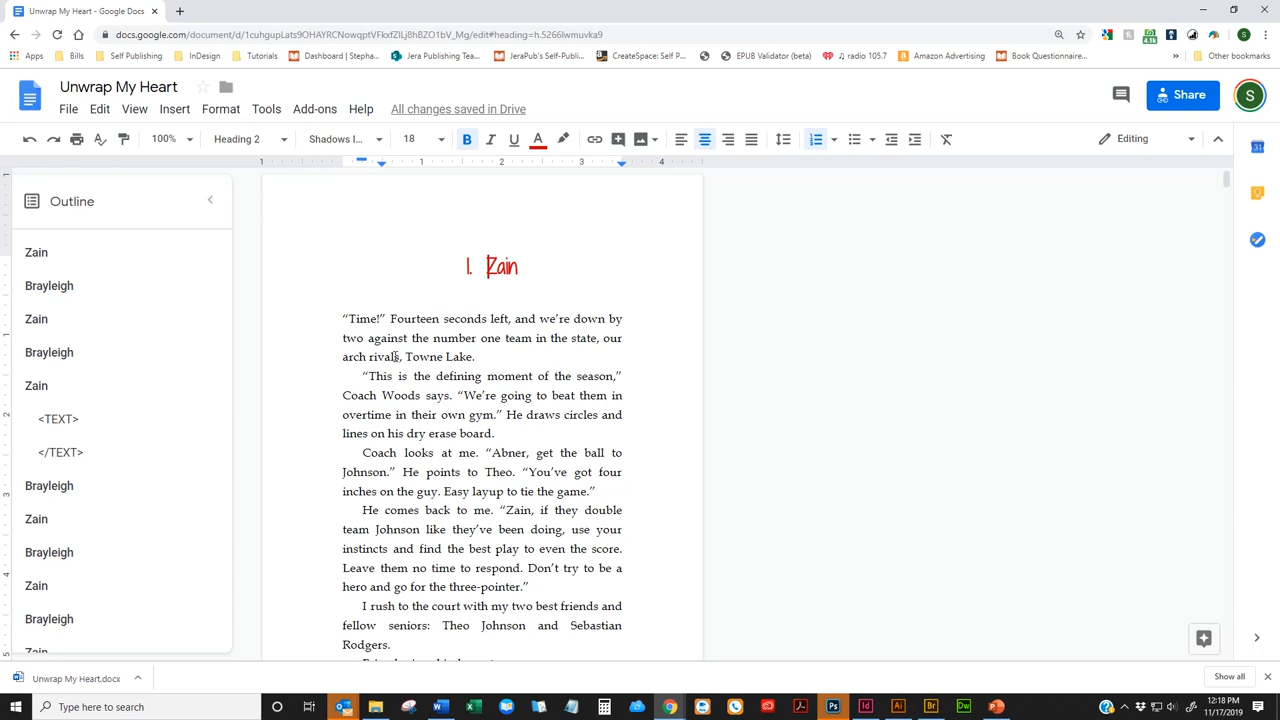 Unwrap My Heart - Google Docs
docs.google.com/document/d/1cuhgupLats9OHAYRCNowqptVFkxfZlLj8hBZO1bV_Mg/edit#heading=h.5266lwmuvka9
Apps Books Self Publishing InDesign Tutorials Dashboard | Stepha... Jera Publishing Tea... JeraPub's Self-Publi... CreateSpace: Self P... EPUB Validator (beta) radio 105.7 Amazon Advertising Book Questionnaire... » Other bookmarks
Unwrap My Heart
File Edit View Insert Format Tools Add-ons Help All changes saved in Drive
Share
S
100% Heading 2 Shadows I... 18 B I U A Editing
1 1 2 3 4
Outline
Zain
Brayleigh
Zain
Brayleigh
Zain
<TEXT>
</TEXT>
Brayleigh
Zain
Brayleigh
Zain
Brayleigh
Zain
1. Zain
“Time!” Fourteen seconds left, and we’re down by
two against the number one team in the state, our
arch rivals, Towne Lake.
“This is the defining moment of the season,”
Coach Woods says. “We’re going to beat them in
overtime in their own gym.” He draws circles and
lines on his dry erase board.
Coach looks at me. “Abner, get the ball to
Johnson.” He points to Theo. “You’ve got four
inches on the guy. Easy layup to tie the game.”
He comes back to me. “Zain, if they double
team Johnson like they’ve been doing, use your
instincts and find the best play to even the score.
Leave them no time to respond. Don’t try to be a
hero and go for the three-pointer.”
I rush to the court with my two best friends and
fellow seniors: Theo Johnson and Sebastian
Rodgers.
Unwrap My Heart.docx
Show all
Type here to search
12:18 PM
11/17/2019